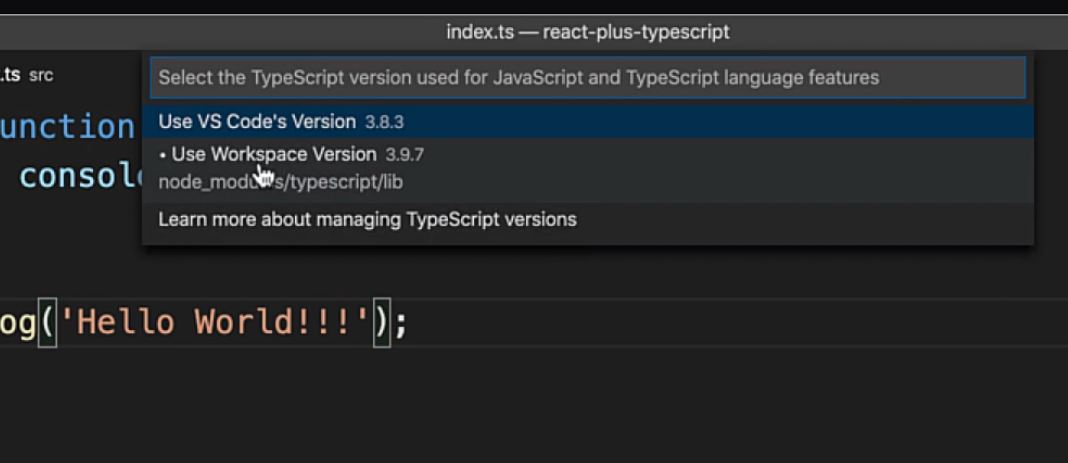 index.ts — react-plus-typescript
.ts src
Select the TypeScript version used for JavaScript and TypeScript language features
unction
Use VS Code's Version 3.8.3
• Use Workspace Version 3.9.7
consol
node_modu s/typescript/lib
Learn more about managing TypeScript versions
og('Hello World!!!');